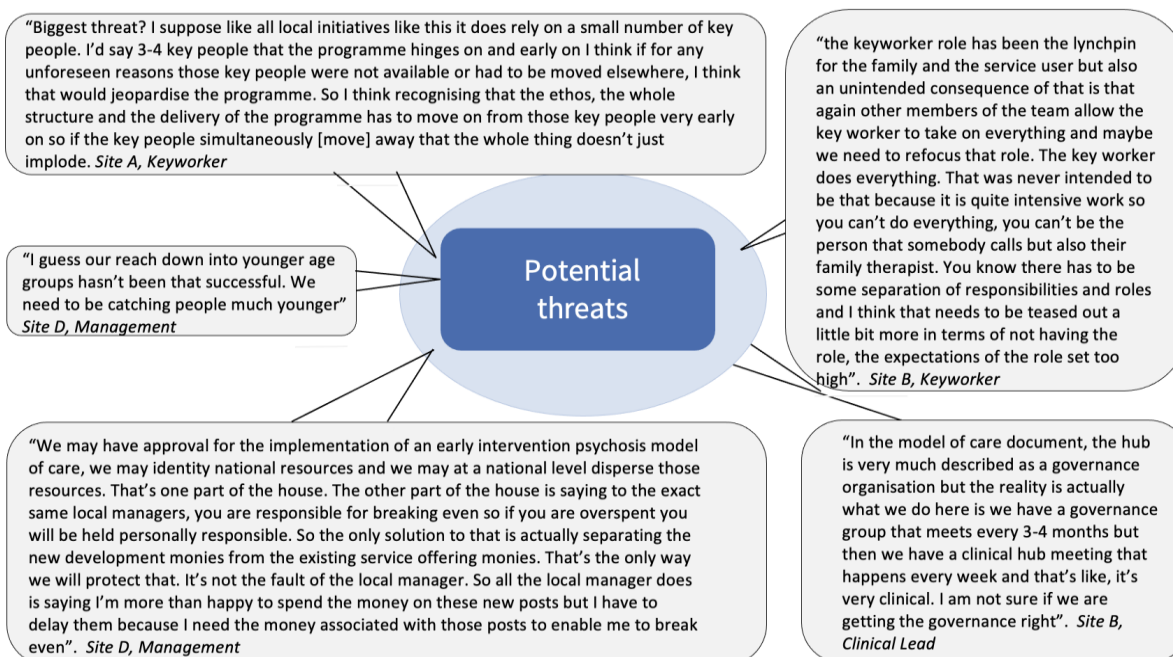 “Biggest threat? I suppose like all local initiatives like this it does rely on a small number of key
people. I’d say 3-4 key people that the programme hinges on and early on I think if for any
unforeseen reasons those key people were not available or had to be moved elsewhere, I think
that would jeopardise the programme. So I think recognising that the ethos, the whole
structure and the delivery of the programme has to move on from those key people very early
on so if the key people simultaneously [move] away that the whole thing doesn’t just
implode. Site A, Keyworker
“the keyworker role has been the lynchpin
for the family and the service user but also
an unintended consequence of that is that
again other members of the team allow the
key worker to take on everything and maybe
we need to refocus that role. The key worker
does everything. That was never intended to
be that because it is quite intensive work so
you can’t do everything, you can’t be the
person that somebody calls but also their
family therapist. You know there has to be
some separation of responsibilities and roles
and I think that needs to be teased out a
little bit more in terms of not having the
role, the expectations of the role set too
high”. Site B, Keyworker
“I guess our reach down into younger age
groups hasn’t been that successful. We
need to be catching people much younger”
Site D, Management
Potential
threats
“We may have approval for the implementation of an early intervention psychosis model
of care, we may identity national resources and we may at a national level disperse those
resources. That’s one part of the house. The other part of the house is saying to the exact
same local managers, you are responsible for breaking even so if you are overspent you
will be held personally responsible. So the only solution to that is actually separating the
new development monies from the existing service offering monies. That’s the only way
we will protect that. It’s not the fault of the local manager. So all the local manager does
is saying I’m more than happy to spend the money on these new posts but I have to
delay them because I need the money associated with those posts to enable me to break
even”. Site D, Management
“In the model of care document, the hub
is very much described as a governance
organisation but the reality is actually
what we do here is we have a governance
group that meets every 3-4 months but
then we have a clinical hub meeting that
happens every week and that’s like, it’s
very clinical. I am not sure if we are
getting the governance right”. Site B,
Clinical Lead